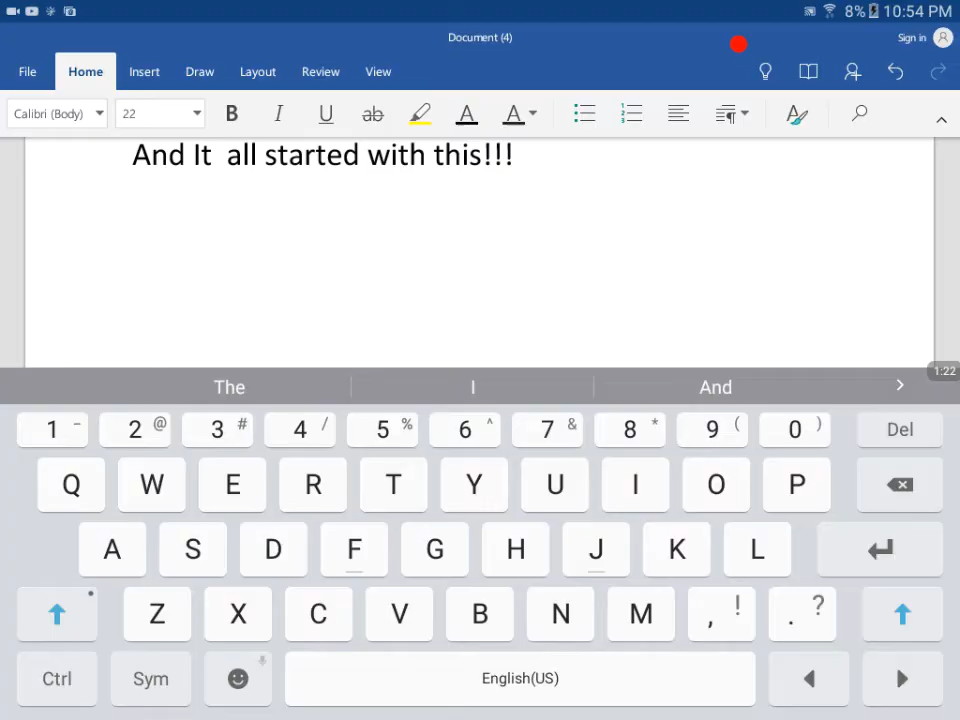 8% 10:54 PM
Document (4)
Sign in
File Home Insert Draw Layout Review View
Calibri (Body) 22 B I U ab A A
And It  all started with this!!!
1:22
The I And
1 - 2 @ 3 # 4 / 5 % 6 ^ 7 & 8 * 9 ( 0 ) Del
Q W E R T Y U I O P
A S D F G H J K L
Z X C V B N M , ! . ?
Ctrl Sym English(US)